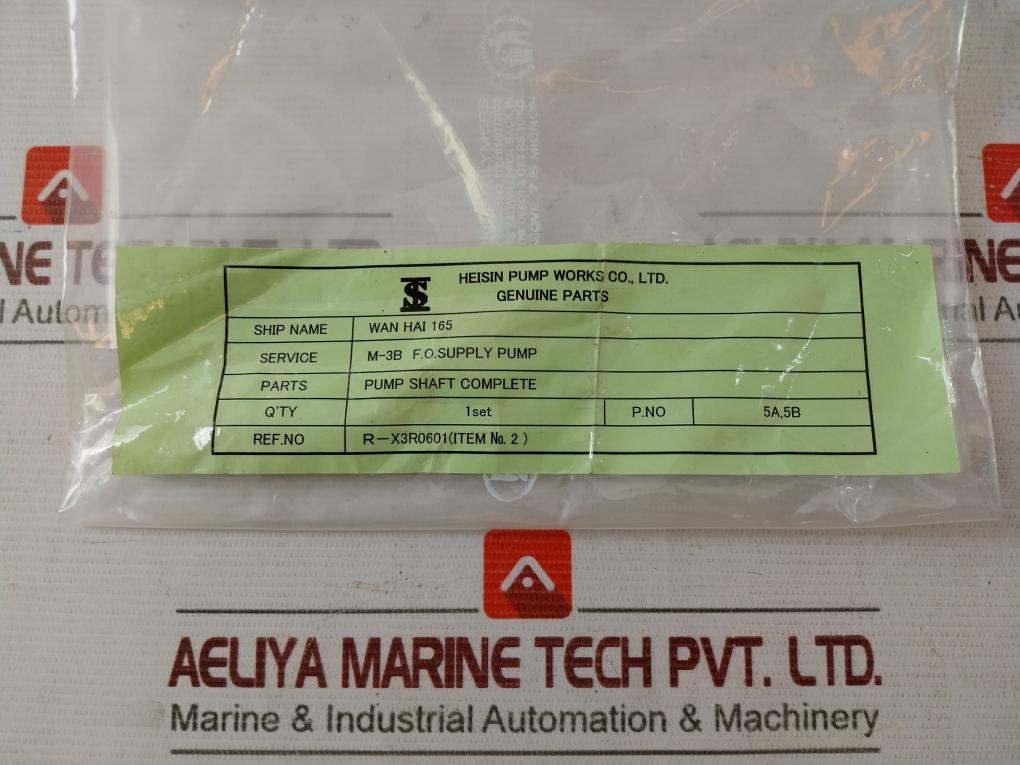 HEISIN PUMP WORKS CO., LTD.
GENUINE PARTS
SHIP NAME WAN HAI 165
SERVICE M-3B F.O.SUPPLY PUMP
PARTS PUMP SHAFT COMPLETE
Q'TY 1set P.NO 5A,5B
REF.NO R-X3R0601(ITEM No. 2)
AELIYA MARINE TECH PVT. LTD.
Marine & Industrial Automation & Machinery